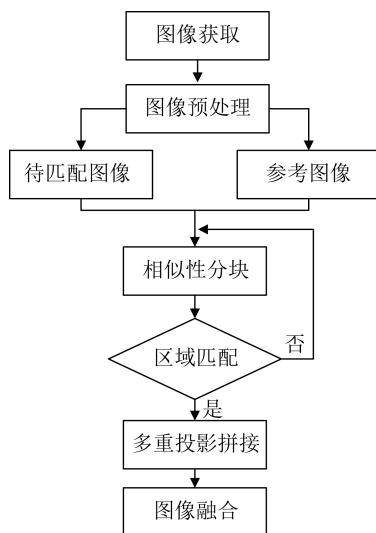 图像获取
图像预处理
待匹配图像
参考图像
相似性分块
区域匹配
否
是
多重投影拼接
图像融合